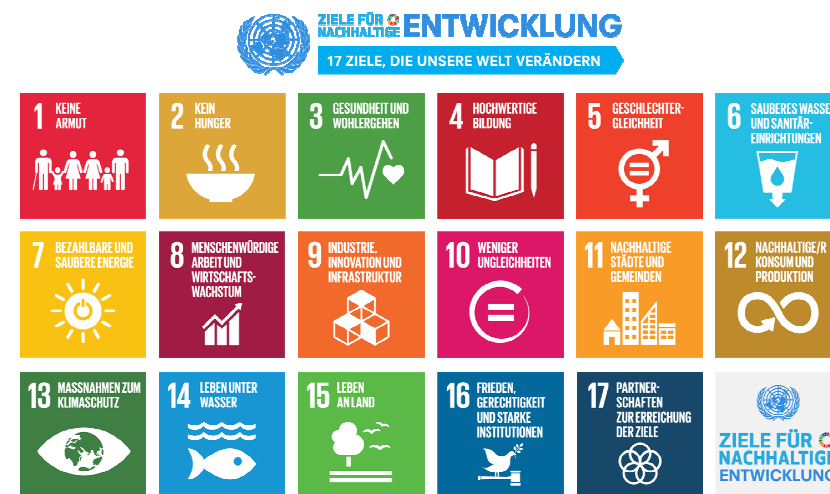 ZIELE FÜR
NACHHALTIGE ENTWICKLUNG
17 ZIELE, DIE UNSERE WELT VERÄNDERN
1 KEINE
ARMUT
2 KEIN
HUNGER
3 GESUNDHEIT UND
WOHLERGEHEN
4 HOCHWERTIGE
BILDUNG
5 GESCHLECHTER-
GLEICHHEIT
6 SAUBERES WASSE
UND SANITÄR-
EINRICHTUNGEN
7 BEZAHLBARE UND
SAUBERE ENERGIE
8 MENSCHENWÜRDIGE
ARBEIT UND
WIRTSCHAFTS-
WACHSTUM
9 INDUSTRIE,
INNOVATION UND
INFRASTRUKTUR
10 WENIGER
UNGLEICHHEITEN
11 NACHHALTIGE
STÄDTE UND
GEMEINDEN
12 NACHHALTIGE/R
KONSUM UND
PRODUKTION
13 MASSNAHMEN ZUM
KLIMASCHUTZ
14 LEBEN UNTER
WASSER
15 LEBEN
AN LAND
16 FRIEDEN,
GERECHTIGKEIT
UND STARKE
INSTITUTIONEN
17 PARTNER-
SCHAFTEN
ZUR ERREICHUNG
DER ZIELE
ZIELE FÜR
NACHHALTIGE
ENTWICKLUNG